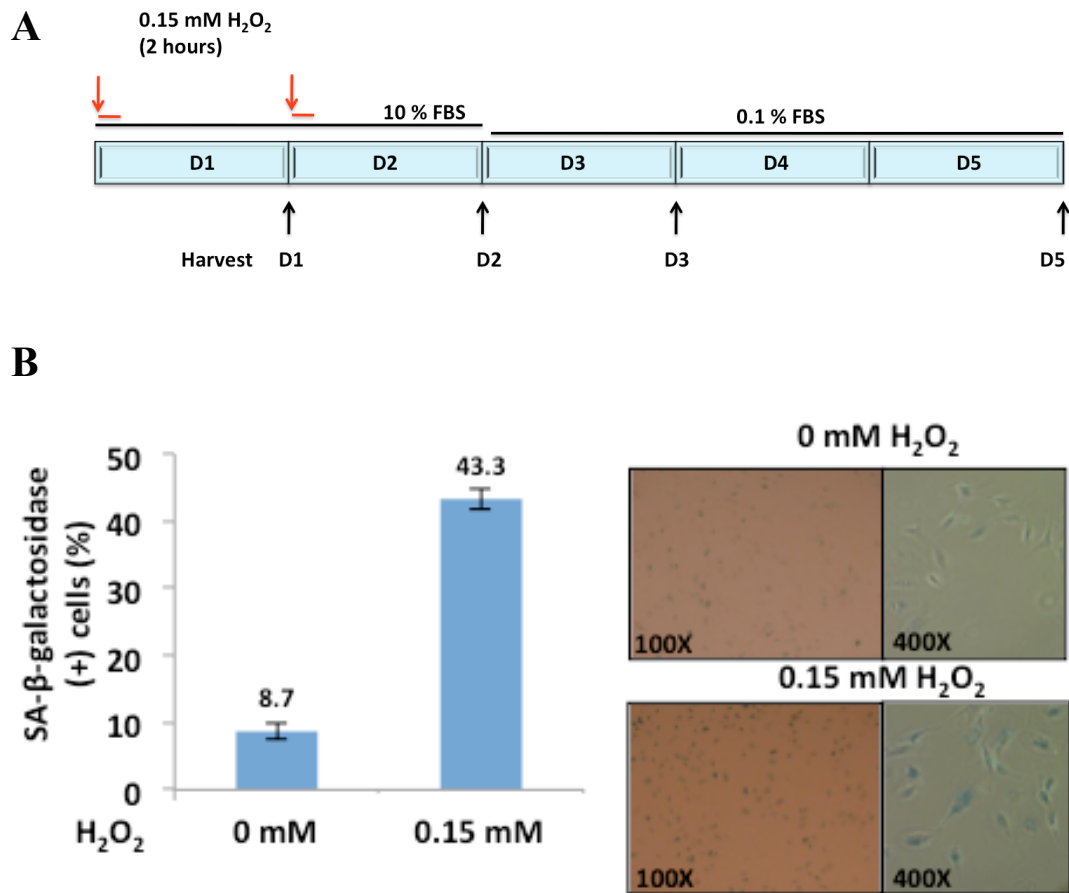 A
0.15 mM H₂O₂
(2 hours)
10 % FBS
0.1 % FBS
D1
D2
D3
D4
D5
Harvest
D1
D2
D3
D5
B
SA-β-galactosidase
(+) cells (%)
50
40
30
20
10
0
8.7
43.3
H₂O₂
0 mM
0.15 mM
0 mM H₂O₂
100X
400X
0.15 mM H₂O₂
100X
400X